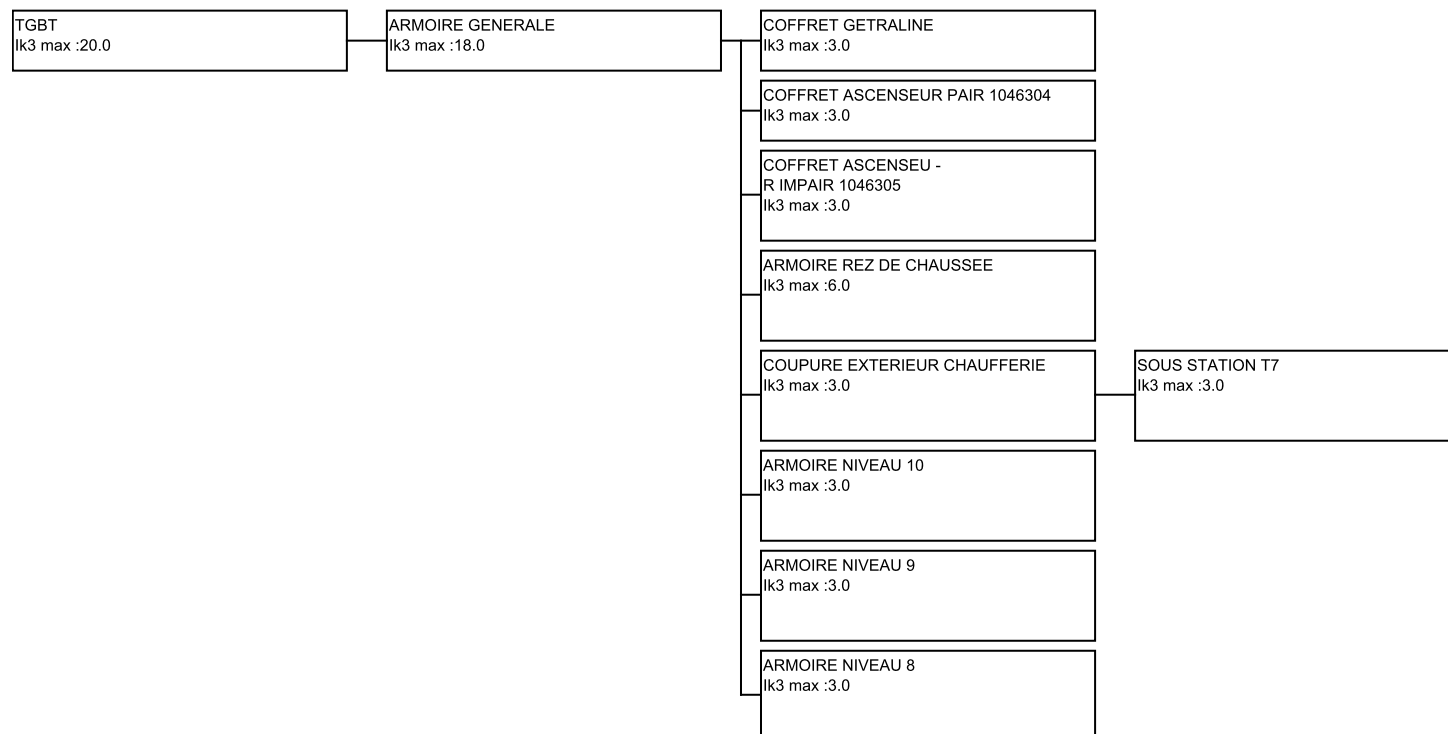 TGBT
Ik3 max :20.0
ARMOIRE GENERALE
Ik3 max :18.0
COFFRET GETRALINE
Ik3 max :3.0
COFFRET ASCENSEUR PAIR 1046304
Ik3 max :3.0
COFFRET ASCENSEU -
R IMPAIR 1046305
Ik3 max :3.0
ARMOIRE REZ DE CHAUSSEE
Ik3 max :6.0
COUPURE EXTERIEUR CHAUFFERIE
Ik3 max :3.0
SOUS STATION T7
Ik3 max :3.0
ARMOIRE NIVEAU 10
Ik3 max :3.0
ARMOIRE NIVEAU 9
Ik3 max :3.0
ARMOIRE NIVEAU 8
Ik3 max :3.0